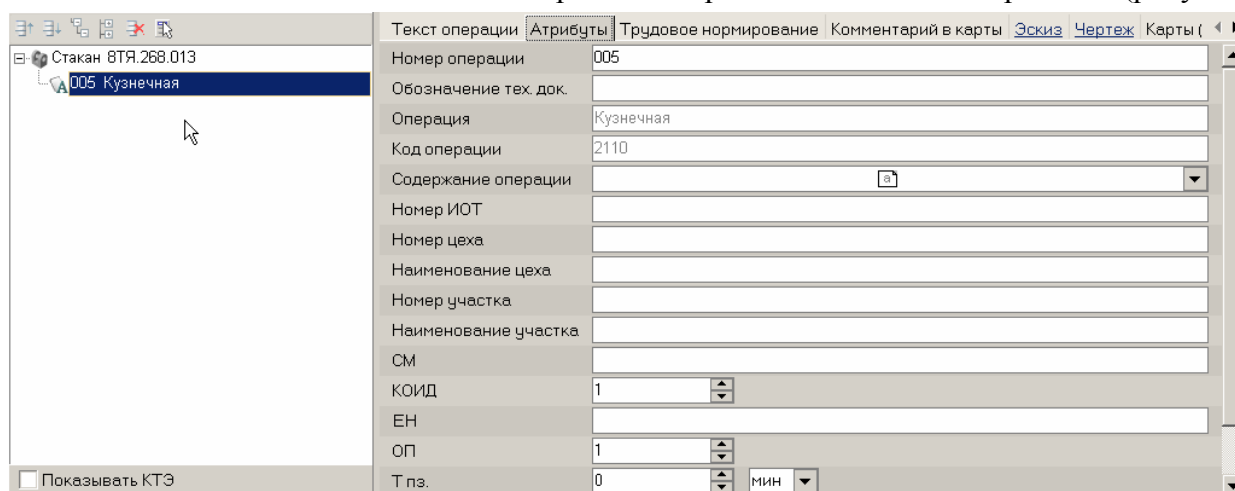 Текст операции Атрибуты Трудовое нормирование Комментарий в карты Эскиз Чертеж Карты (
Стакан 8ТЯ.268.013
005 Кузнечная
Номер операции 005
Обозначение тех. док.
Операция Кузнечная
Код операции 2110
Содержание операции a
Номер ИОТ
Номер цеха
Наименование цеха
Номер участка
Наименование участка
СМ
КОИД 1
ЕН
ОП 1
Т пз. 0 мин
Показывать КТЭ